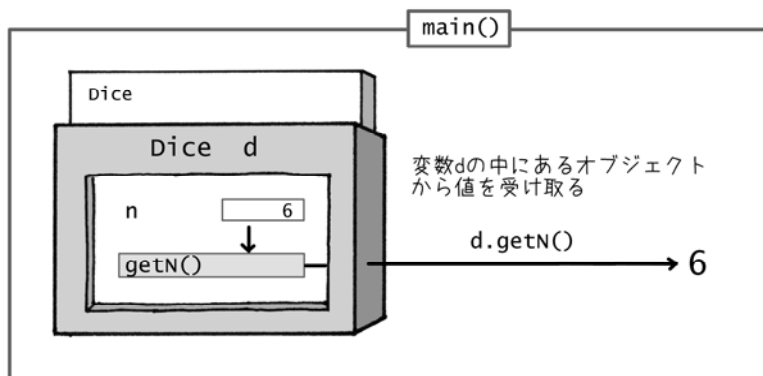 main()
Dice
Dice d
n 6
getN()
変数dの中にあるオブジェクト
から値を受け取る
d.getN()
6